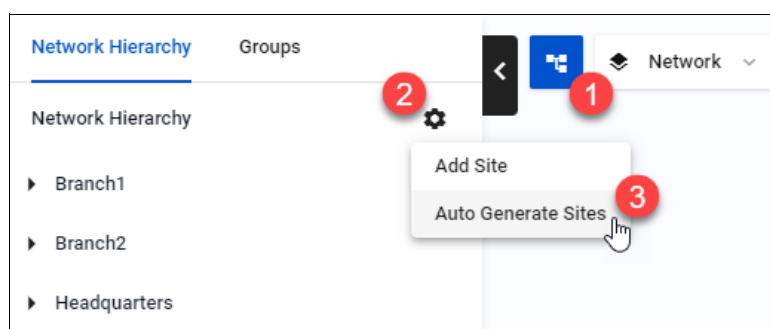 Network Hierarchy Groups
1
Network
2
Network Hierarchy
Add Site
Branch1
3
Auto Generate Sites
Branch2
Headquarters